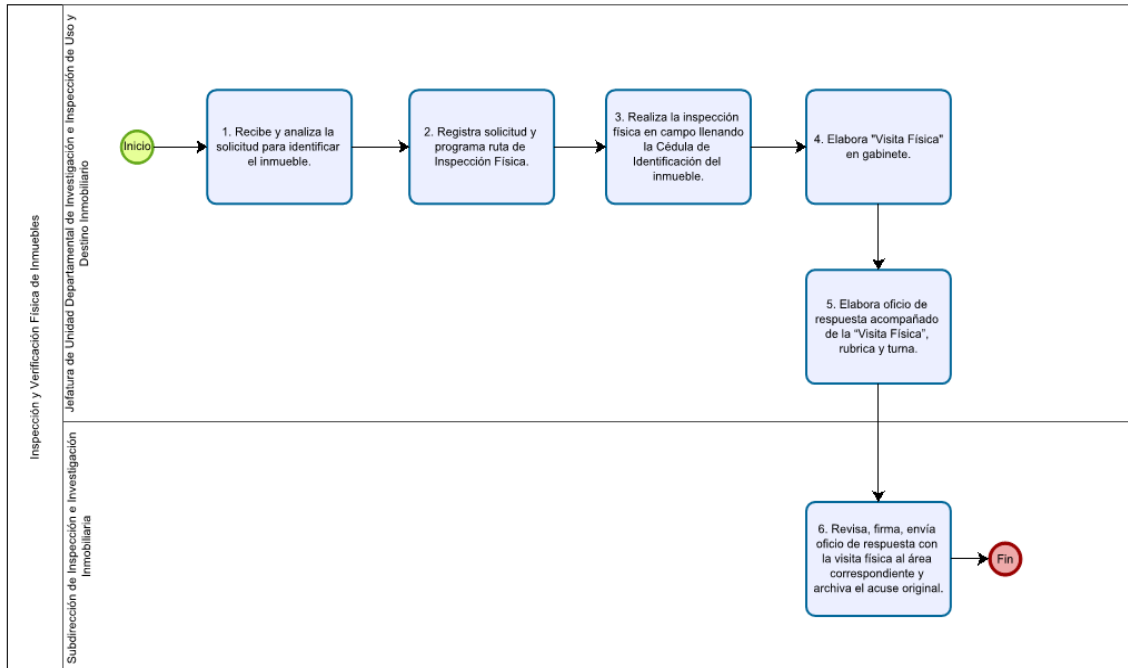 Inspección y Verificación Física de Inmuebles
Jefatura de Unidad Departamental de Investigación e Inspección de Uso y
Destino Inmobiliario
Inicio
1. Recibe y analiza la
solicitud para identificar
el inmueble.
2. Registra solicitud y
programa ruta de
Inspección Física.
3. Realiza la inspección
física en campo llenando
la Cédula de
Identificación del
inmueble.
4. Elabora "Visita Física"
en gabinete.
5. Elabora oficio de
respuesta acompañado
de la “Visita Física”,
rubrica y turna.
Subdirección de Inspección e Investigación
Inmobiliaria
6. Revisa, firma, envía
oficio de respuesta con
la visita física al área
correspondiente y
archiva el acuse original.
Fin